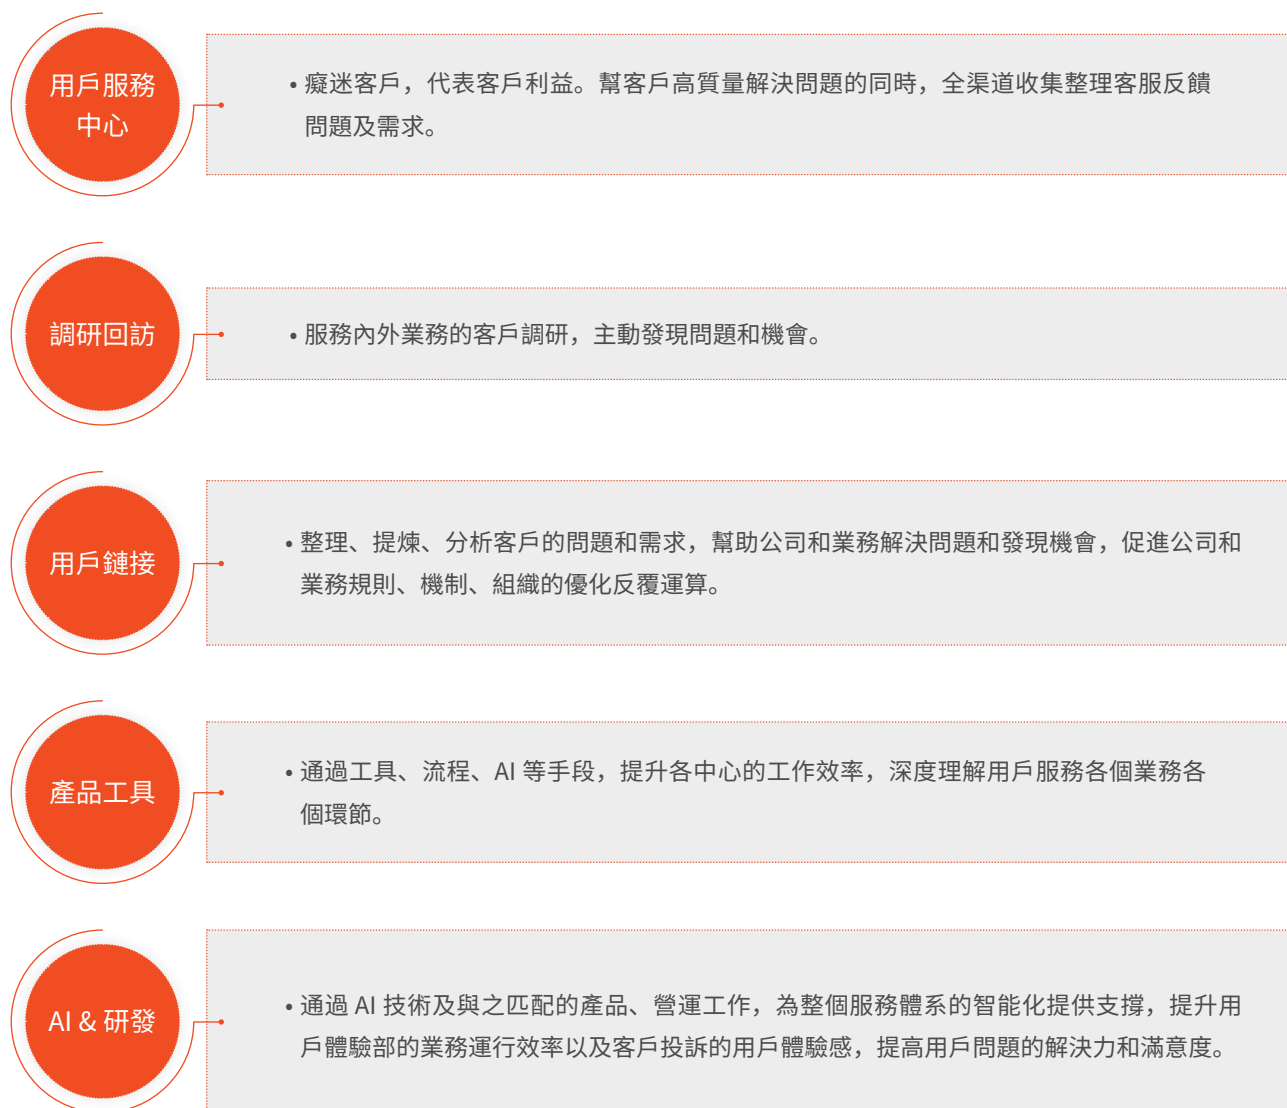 用戶服務
中心
• 癡迷客戶，代表客戶利益。幫客戶高質量解決問題的同時，全渠道收集整理客服反饋
問題及需求。
調研回訪
• 服務內外業務的客戶調研，主動發現問題和機會。
用戶鏈接
• 整理、提煉、分析客戶的問題和需求，幫助公司和業務解決問題和發現機會，促進公司和
業務規則、機制、組織的優化反覆運算。
產品工具
• 通過工具、流程、AI 等手段，提升各中心的工作效率，深度理解用戶服務各個業務各
個環節。
AI & 研發
• 通過 AI 技術及與之匹配的產品、營運工作，為整個服務體系的智能化提供支撐，提升用
戶體驗部的業務運行效率以及客戶投訴的用戶體驗感，提高用戶問題的解決力和滿意度。